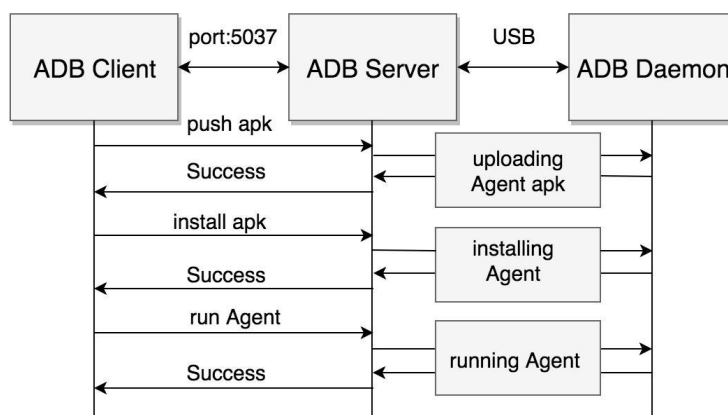 port:5037
USB
ADB Client
ADB Server
ADB Daemon
push apk
uploading
Agent apk
Success
install apk
installing
Agent
Success
run Agent
running Agent
Success